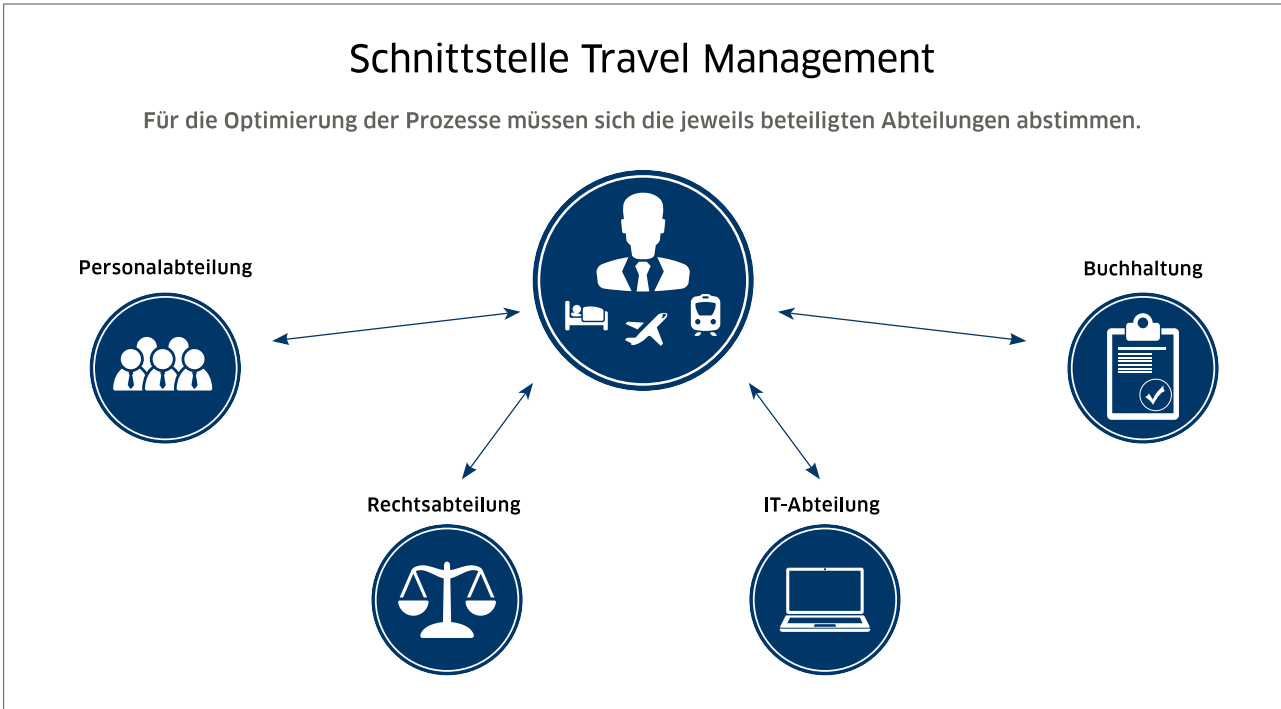 Schnittstelle Travel Management
Für die Optimierung der Prozesse müssen sich die jeweils beteiligten Abteilungen abstimmen.
Personalabteilung
Buchhaltung
Rechtsabteilung
IT-Abteilung